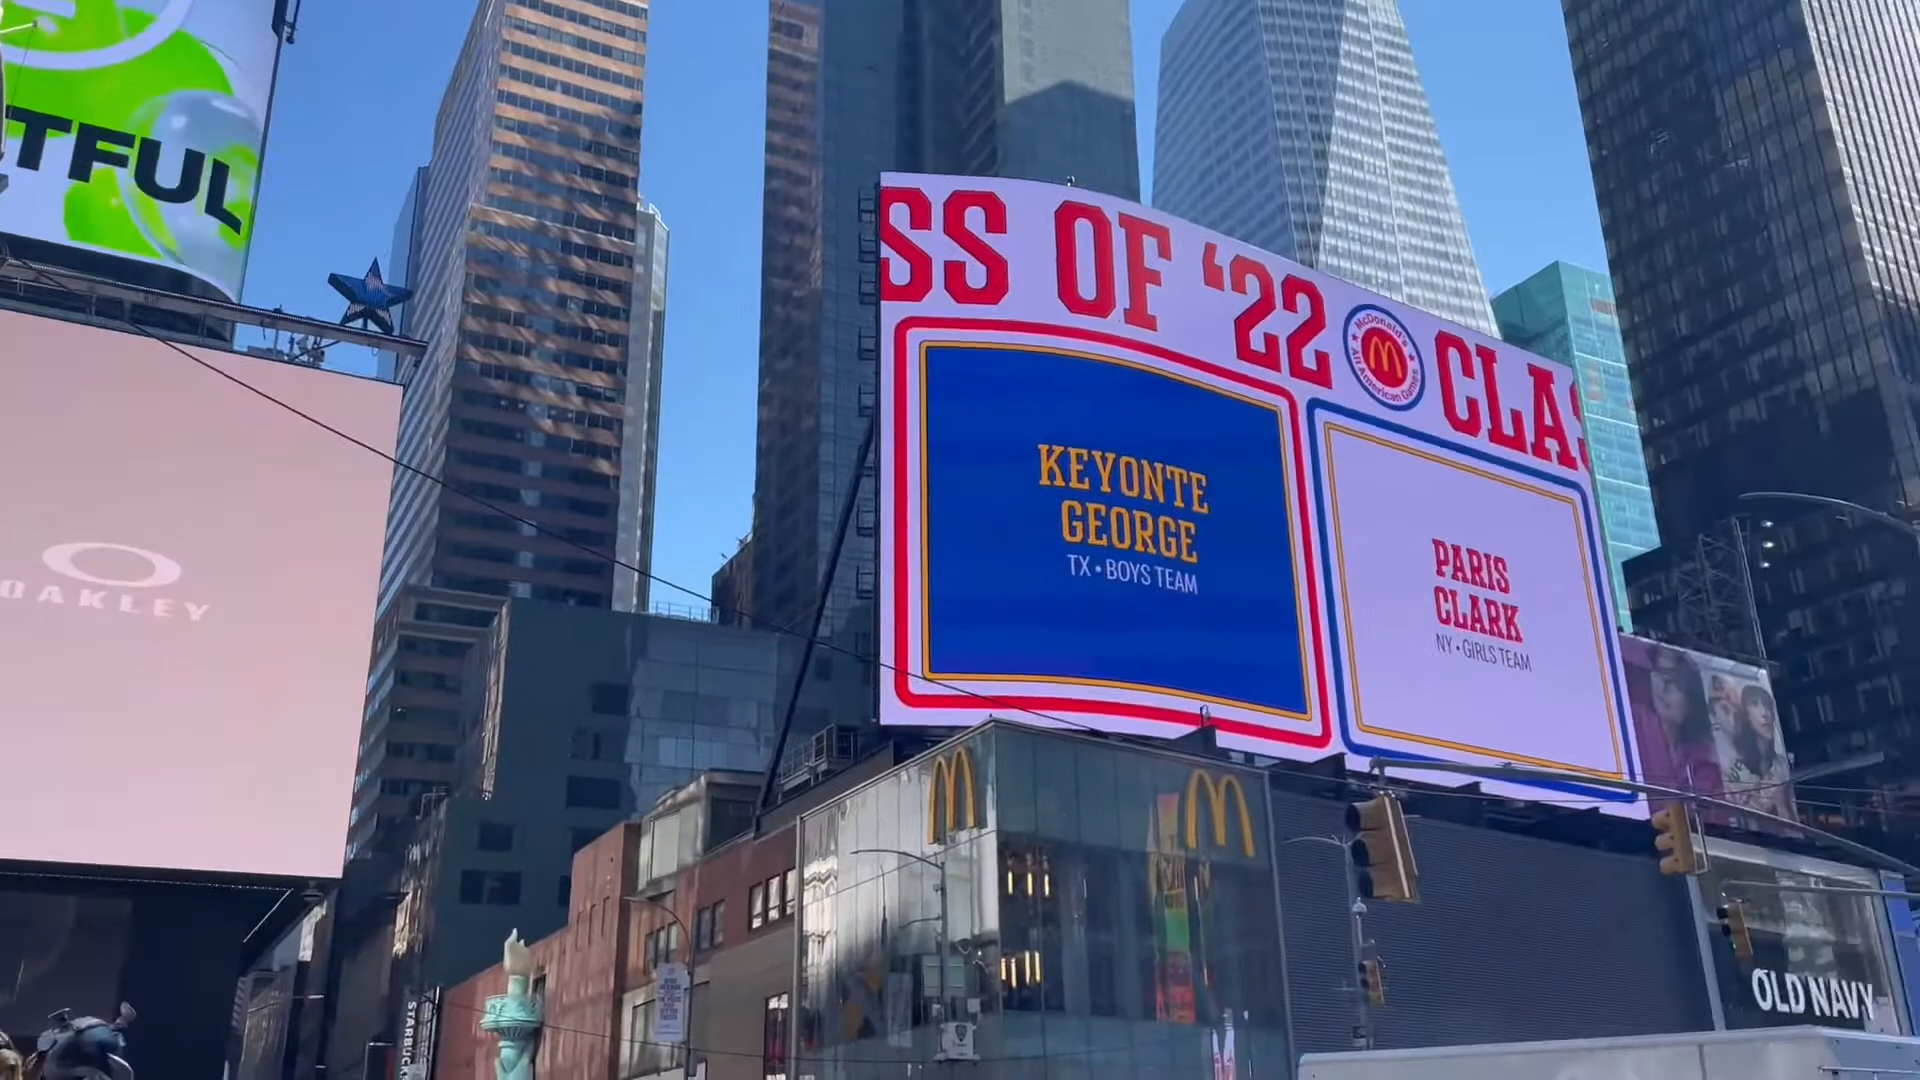 TFUL
OAKLEY
SS OF '22
McDonald's
All American Games
CLAS
KEYONTE
GEORGE
TX • BOYS TEAM
PARIS
CLARK
NY • GIRLS TEAM
OLD NAVY
STARBUCKS